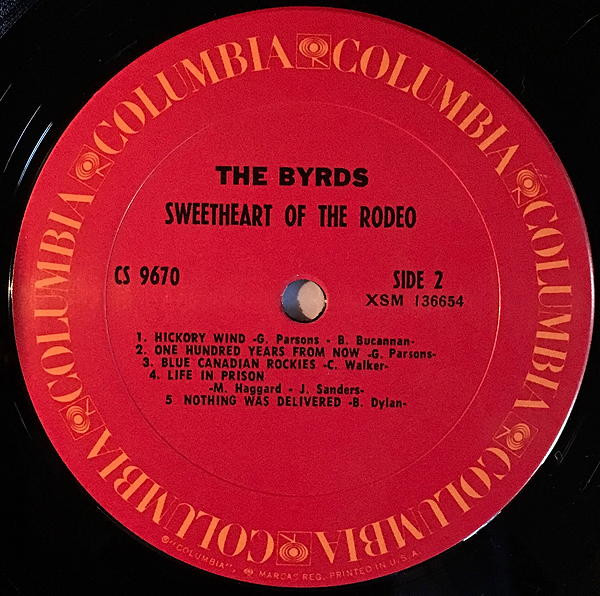 COLUMBIA COLUMBIA COLUMBIA COLUMBIA COLUMBIA COLUMBIA COLUMBIA
THE BYRDS
SWEETHEART OF THE RODEO
CS 9670
SIDE 2
XSM 136654
1. HICKORY WIND -G. Parsons - B. Bucannan-
2. ONE HUNDRED YEARS FROM NOW -G. Parsons-
3. BLUE CANADIAN ROCKIES -C. Walker-
4. LIFE IN PRISON
-M. Haggard - J. Sanders-
5 NOTHING WAS DELIVERED -B. Dylan-
®"COLUMBIA", MARCAS REG. PRINTED IN U.S.A.